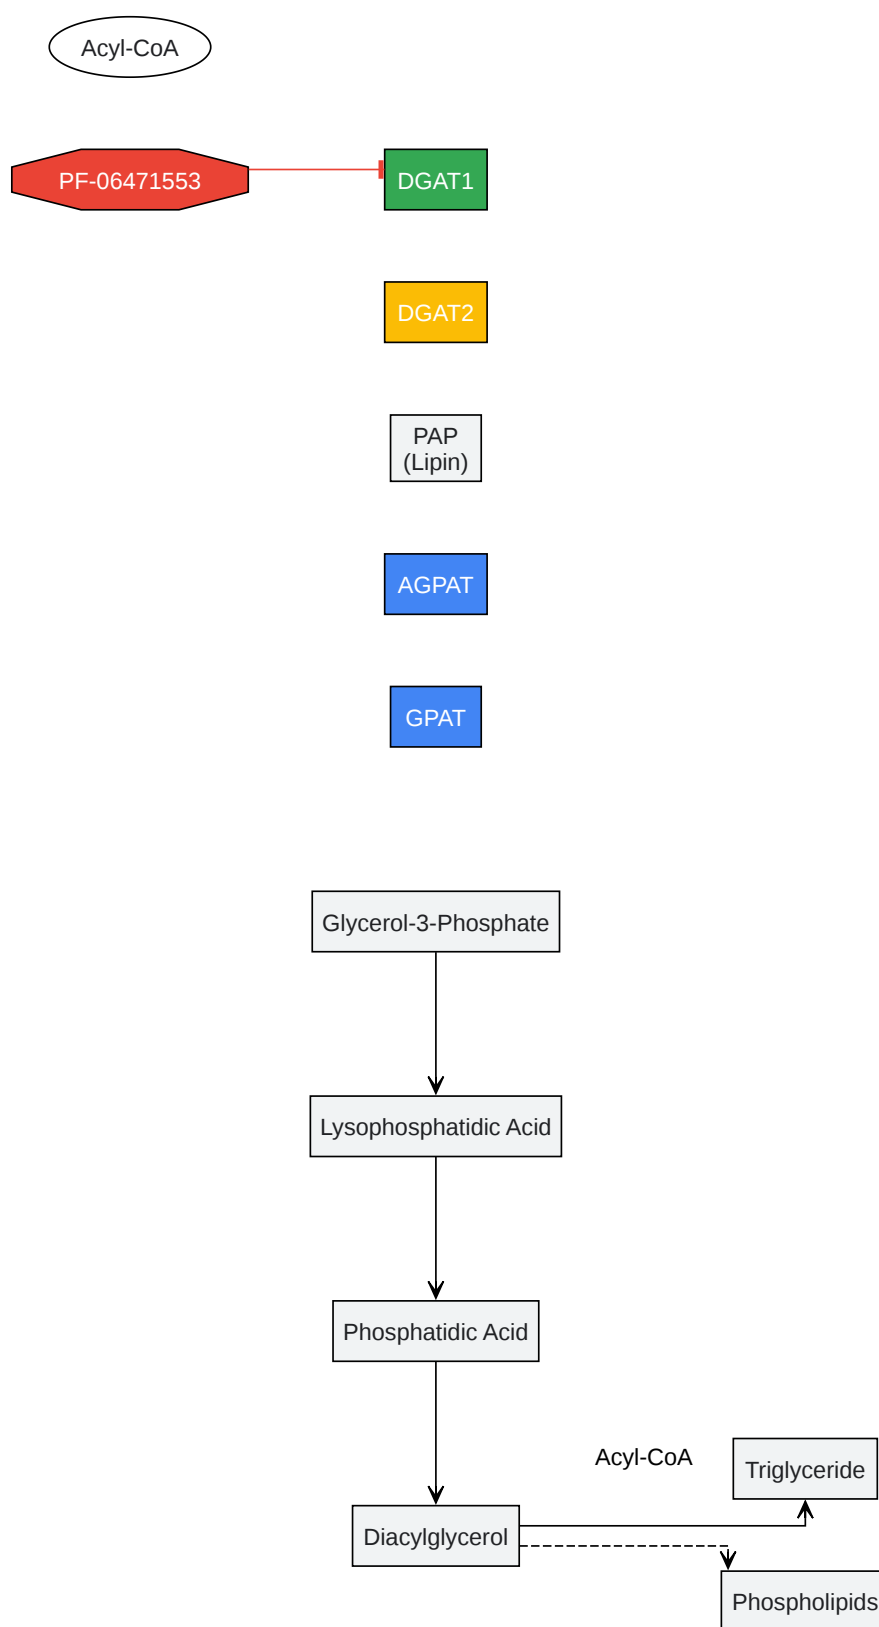 Acyl-CoA
PF-06471553
DGAT1
DGAT2
PAP
(Lipin)
AGPAT
GPAT
Glycerol-3-Phosphate
Lysophosphatidic Acid
Phosphatidic Acid
Acyl-CoA
Triglyceride
Diacylglycerol
Phospholipids